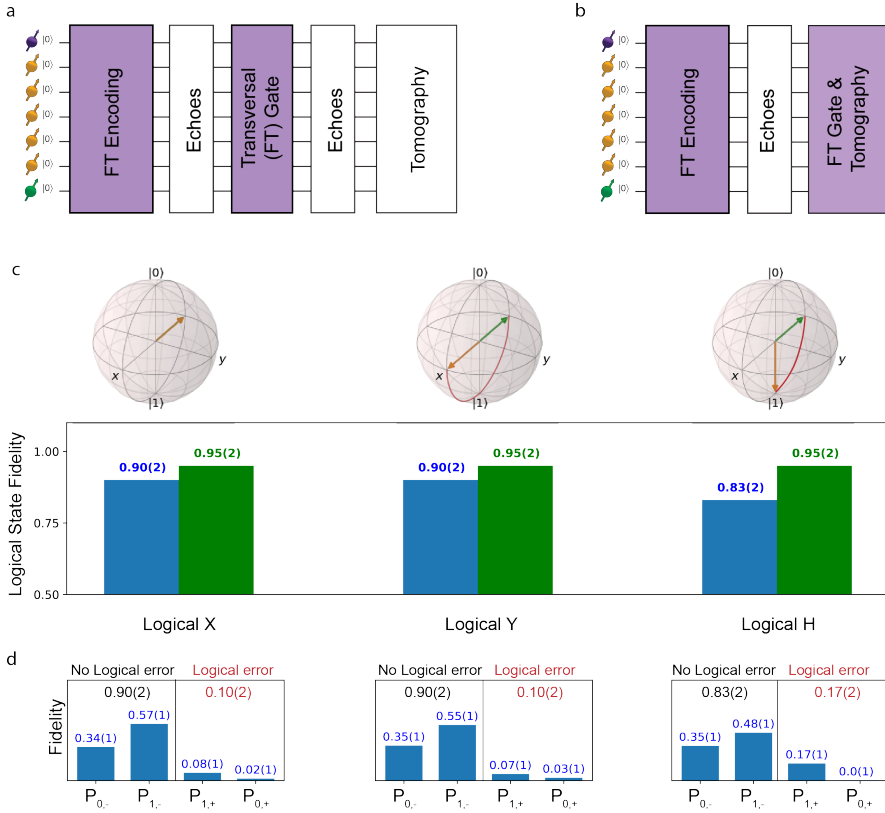 a
|0⟩
|0⟩
|0⟩
|0⟩
|0⟩
|0⟩
|0⟩
FT Encoding
Echoes
Transversal
(FT) Gate
Echoes
Tomography
b
|0⟩
|0⟩
|0⟩
|0⟩
|0⟩
|0⟩
|0⟩
FT Encoding
Echoes
FT Gate &
Tomography
c
|0⟩
x
y
|1⟩
|0⟩
x
y
|1⟩
|0⟩
x
y
|1⟩
Logical State Fidelity
1.00
0.75
0.50
0.90(2)
0.95(2)
0.90(2)
0.95(2)
0.83(2)
0.95(2)
Logical X
Logical Y
Logical H
d
Fidelity
No Logical error
Logical error
0.90(2)
0.10(2)
0.34(1)
0.57(1)
0.08(1)
0.02(1)
P0,-
P1,-
P1,+
P0,+
No Logical error
Logical error
0.90(2)
0.10(2)
0.35(1)
0.55(1)
0.07(1)
0.03(1)
P0,-
P1,-
P1,+
P0,+
No Logical error
Logical error
0.83(2)
0.17(2)
0.35(1)
0.48(1)
0.17(1)
0.0(1)
P0,-
P1,-
P1,+
P0,+